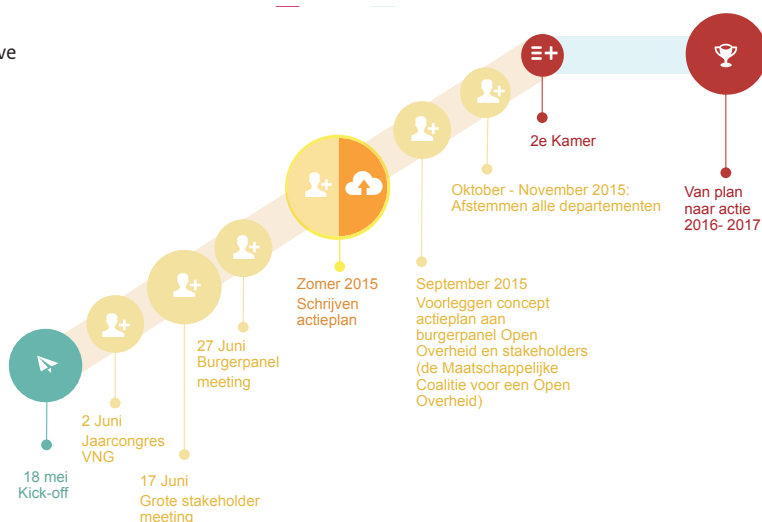 ve
18 mei
Kick-off
2 Juni
Jaarcongres
VNG
17 Juni
Grote stakeholder
meeting
27 Juni
Burgerpanel
meeting
Zomer 2015
Schrijven
actieplan
September 2015
Voorleggen concept
actieplan aan
burgerpanel Open
Overheid en stakeholders
(de Maatschappelijke
Coalitie voor een Open
Overheid)
Oktober - November 2015:
Afstemmen alle departementen
2e Kamer
Van plan
naar actie
2016- 2017